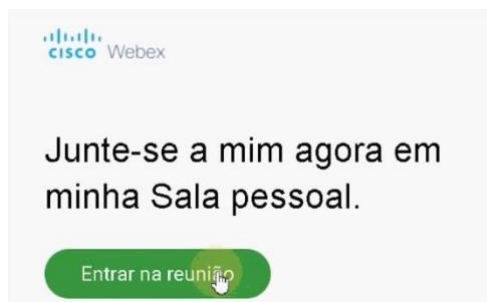 cisco Webex
Junte-se a mim agora em
minha Sala pessoal.
Entrar na reunião